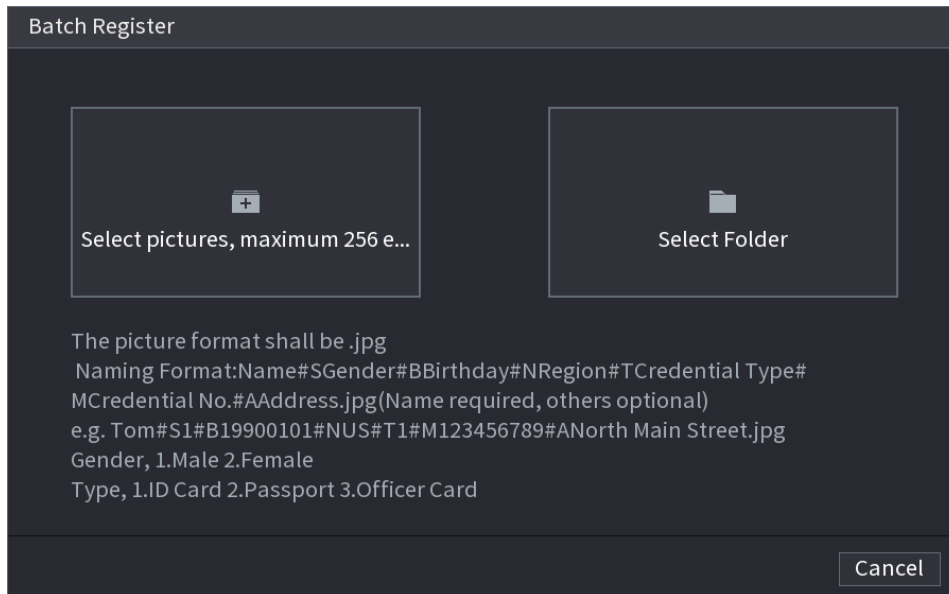 Batch Register
Select pictures, maximum 256 e...
Select Folder
The picture format shall be .jpg
Naming Format:Name#SGender#BBirthday#NRegion#TCredential Type#
MCredential No.#AAddress.jpg(Name required, others optional)
e.g. Tom#S1#B19900101#NUS#T1#M123456789#ANorth Main Street.jpg
Gender, 1.Male 2.Female
Type, 1.ID Card 2.Passport 3.Officer Card
Cancel